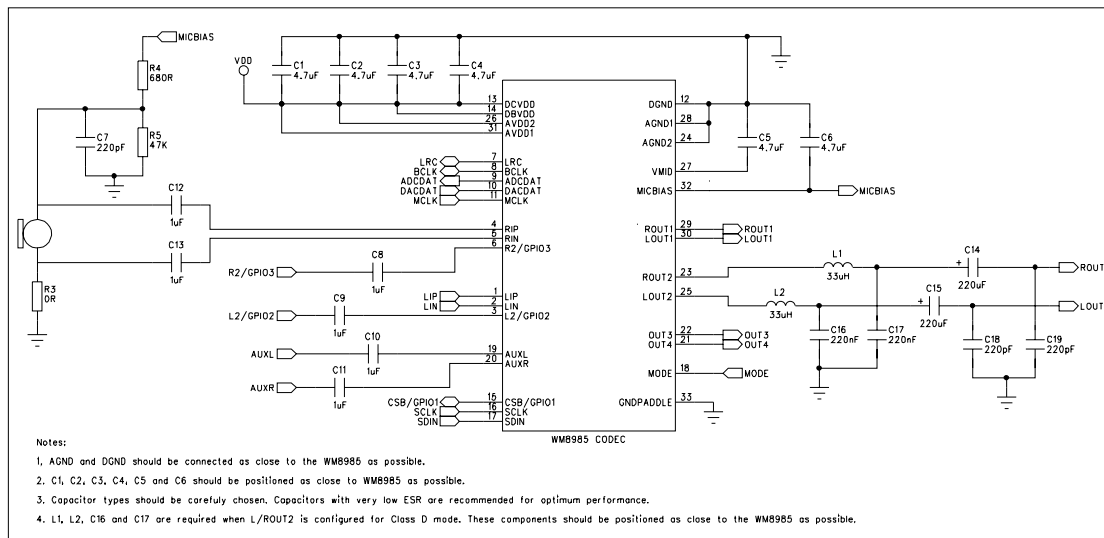 MICBIAS
R4
680R
VDD
C1
4.7uF
C2
4.7uF
C3
4.7uF
C4
4.7uF
C7
220pF
R5
47K
13
DCVDD
14
DBVDD
26
AVDD2
31
AVDD1
DGND
12
AGND1
28
AGND2
24
VMID
27
MICBIAS
32
MICBIAS
C5
4.7uF
C6
4.7uF
LRC
7
LRC
BCLK
8
BCLK
ADCDAT
9
ADCDAT
DACDAT
10
DACDAT
MCLK
11
MCLK
C12
1uF
C13
1uF
R3
0R
4
RIP
5
RIN
6
R2/GPIO3
ROUT1
29
ROUT1
LOUT1
30
LOUT1
R2/GPIO3
C8
1uF
LIP
1
LIP
LIN
2
LIN
L2/GPIO2
C9
1uF
3
L2/GPIO2
ROUT2
23
LOUT2
25
L1
33uH
L2
33uH
+
C14
220uF
+
C15
220uF
ROUT
LOUT
C16
220nF
C17
220nF
C18
220pF
C19
220pF
AUXL
C10
1uF
19
AUXL
AUXR
C11
1uF
20
AUXR
OUT3
22
OUT3
OUT4
21
OUT4
MODE
18
MODE
CSB/GPIO1
15
CSB/GPIO1
SCLK
16
SCLK
SDIN
17
SDIN
GNDPADDLE
33
WM8985 CODEC
Notes:
1, AGND and DGND should be connected as close to the WM8985 as possible.
2. C1, C2, C3, C4, C5 and C6 should be positioned as close to WM8985 as possible.
3. Capacitor types should be carefuly chosen. Capacitors with very low ESR are recommended for optimum performance.
4. L1, L2, C16 and C17 are required when L/ROUT2 is configured for Class D mode. These components should be positioned as close to the WM8985 as possible.